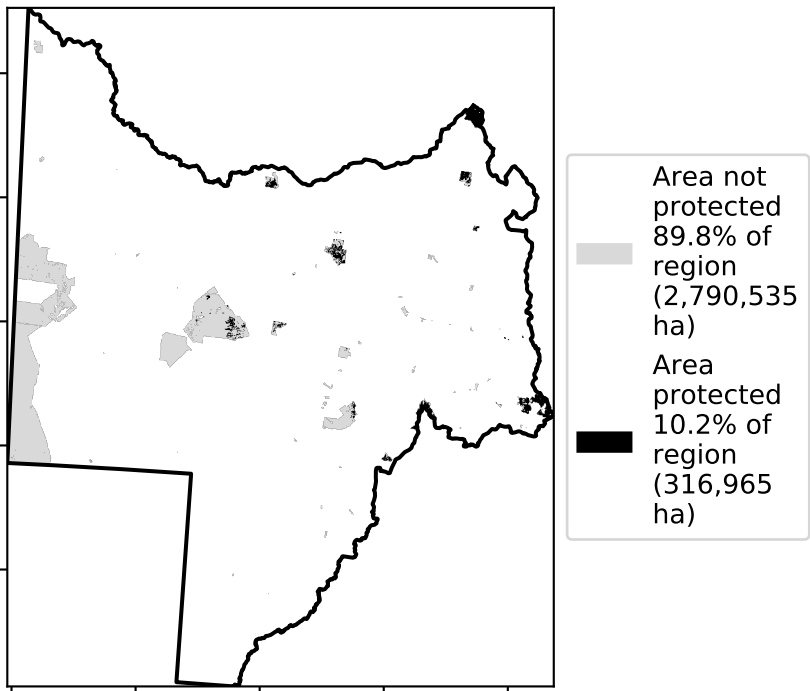 Area not
protected
89.8% of
region
(2,790,535
ha)
Area
protected
10.2% of
region
(316,965
ha)